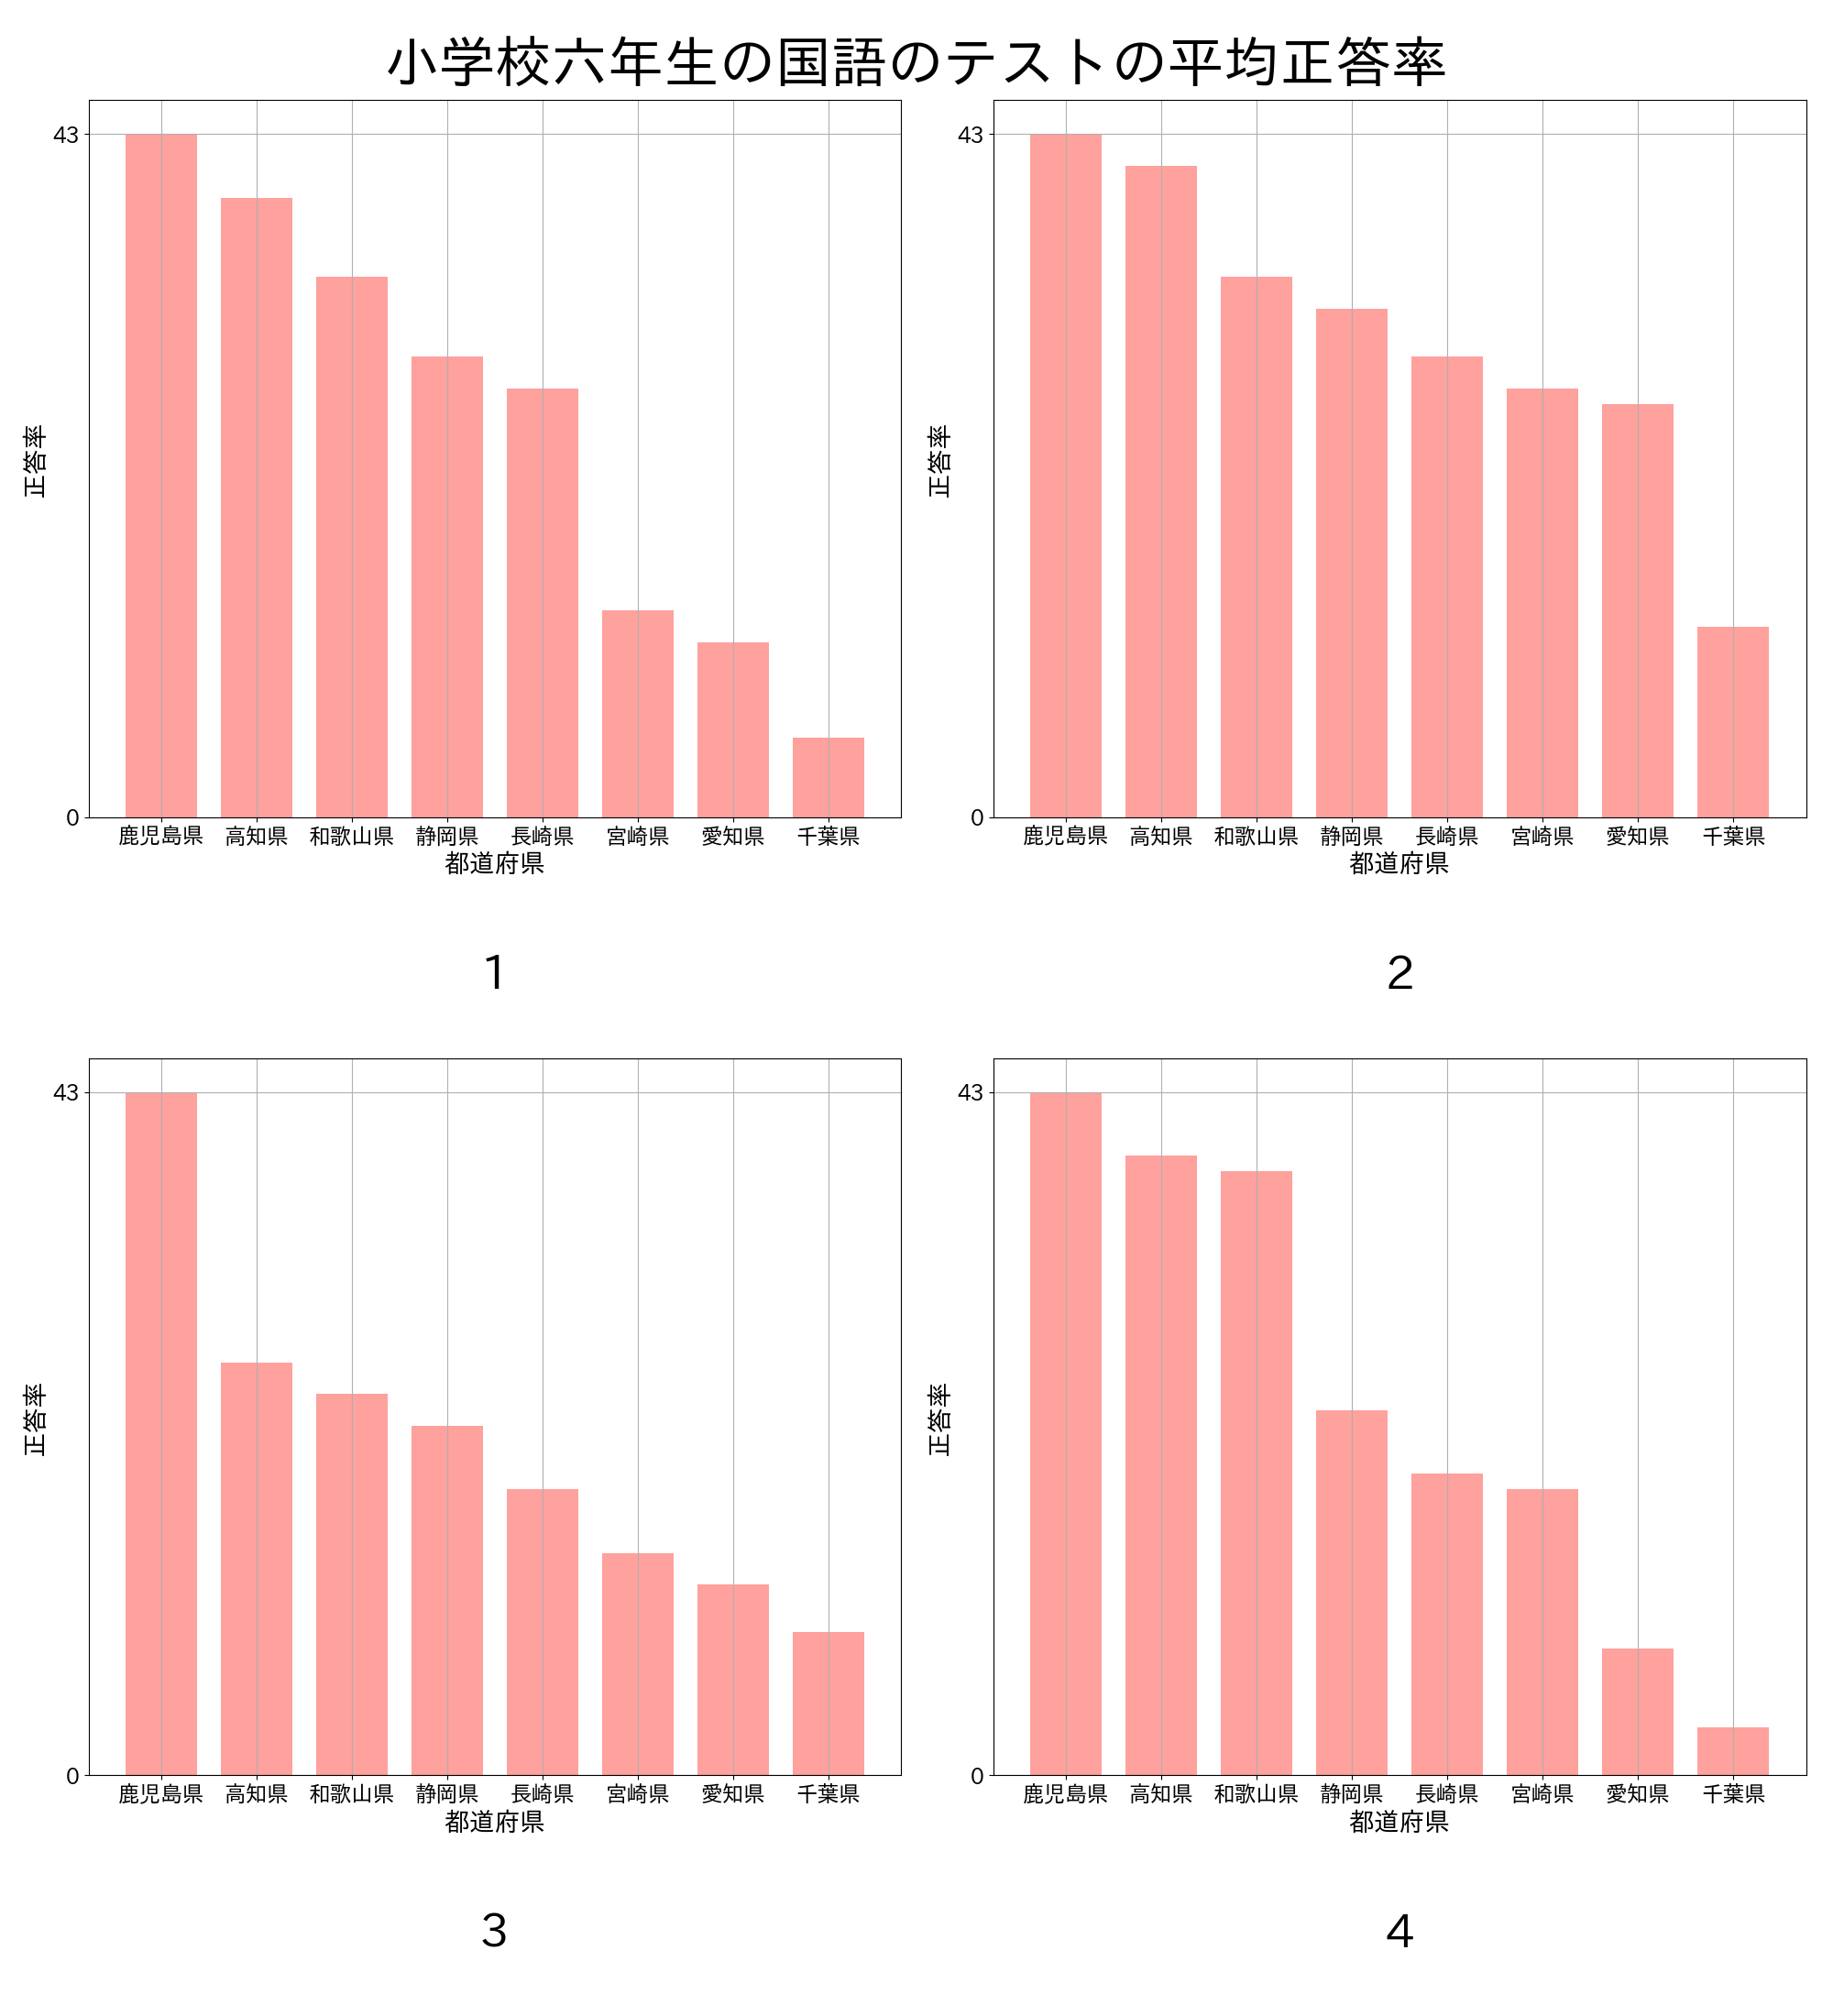 小学校六年生の国語のテストの平均正答率
43
正答率
0
鹿児島県 高知県 和歌山県 静岡県 長崎県 宮崎県 愛知県 千葉県
都道府県
1
43
正答率
0
鹿児島県 高知県 和歌山県 静岡県 長崎県 宮崎県 愛知県 千葉県
都道府県
2
43
正答率
0
鹿児島県 高知県 和歌山県 静岡県 長崎県 宮崎県 愛知県 千葉県
都道府県
3
43
正答率
0
鹿児島県 高知県 和歌山県 静岡県 長崎県 宮崎県 愛知県 千葉県
都道府県
4